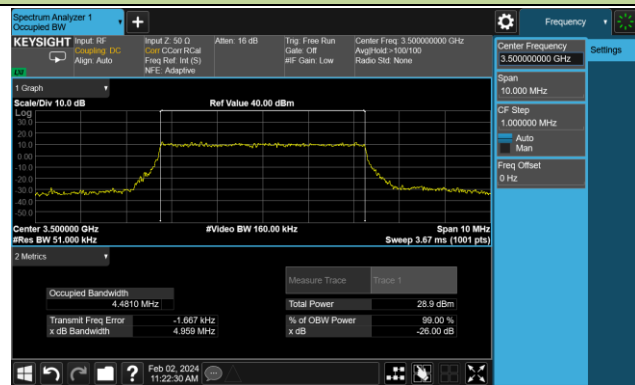 Spectrum Analyzer 1
Occupied BW
Frequency
KEYSIGHT
Input: RF
Coupling: DC
Align: Auto
Input Z: 50 Ω
Corr CCorr RCal
Freq Ref: Int (S)
NFE: Adaptive
Atten: 16 dB
Trig: Free Run
Gate: Off
#IF Gain: Low
Center Freq: 3.500000000 GHz
Avg|Hold:>100/100
Radio Std: None
Center Frequency
3.500000000 GHz
Settings
Span
10.000 MHz
CF Step
1.000000 MHz
Auto
Man
Freq Offset
0 Hz
1 Graph
Scale/Div 10.0 dB
Ref Value 40.00 dBm
Log
30.0
20.0
10.0
0.00
-10.0
-20.0
-30.0
-40.0
-50.0
Center 3.500000 GHz
#Video BW 160.00 kHz
Span 10 MHz
#Res BW 51.000 kHz
Sweep 3.67 ms (1001 pts)
2 Metrics
Measure Trace
Trace 1
Occupied Bandwidth
4.4810 MHz
Total Power
28.9 dBm
Transmit Freq Error
-1.667 kHz
% of OBW Power
99.00 %
x dB Bandwidth
4.959 MHz
x dB
-26.00 dB
Feb 02, 2024
11:22:30 AM